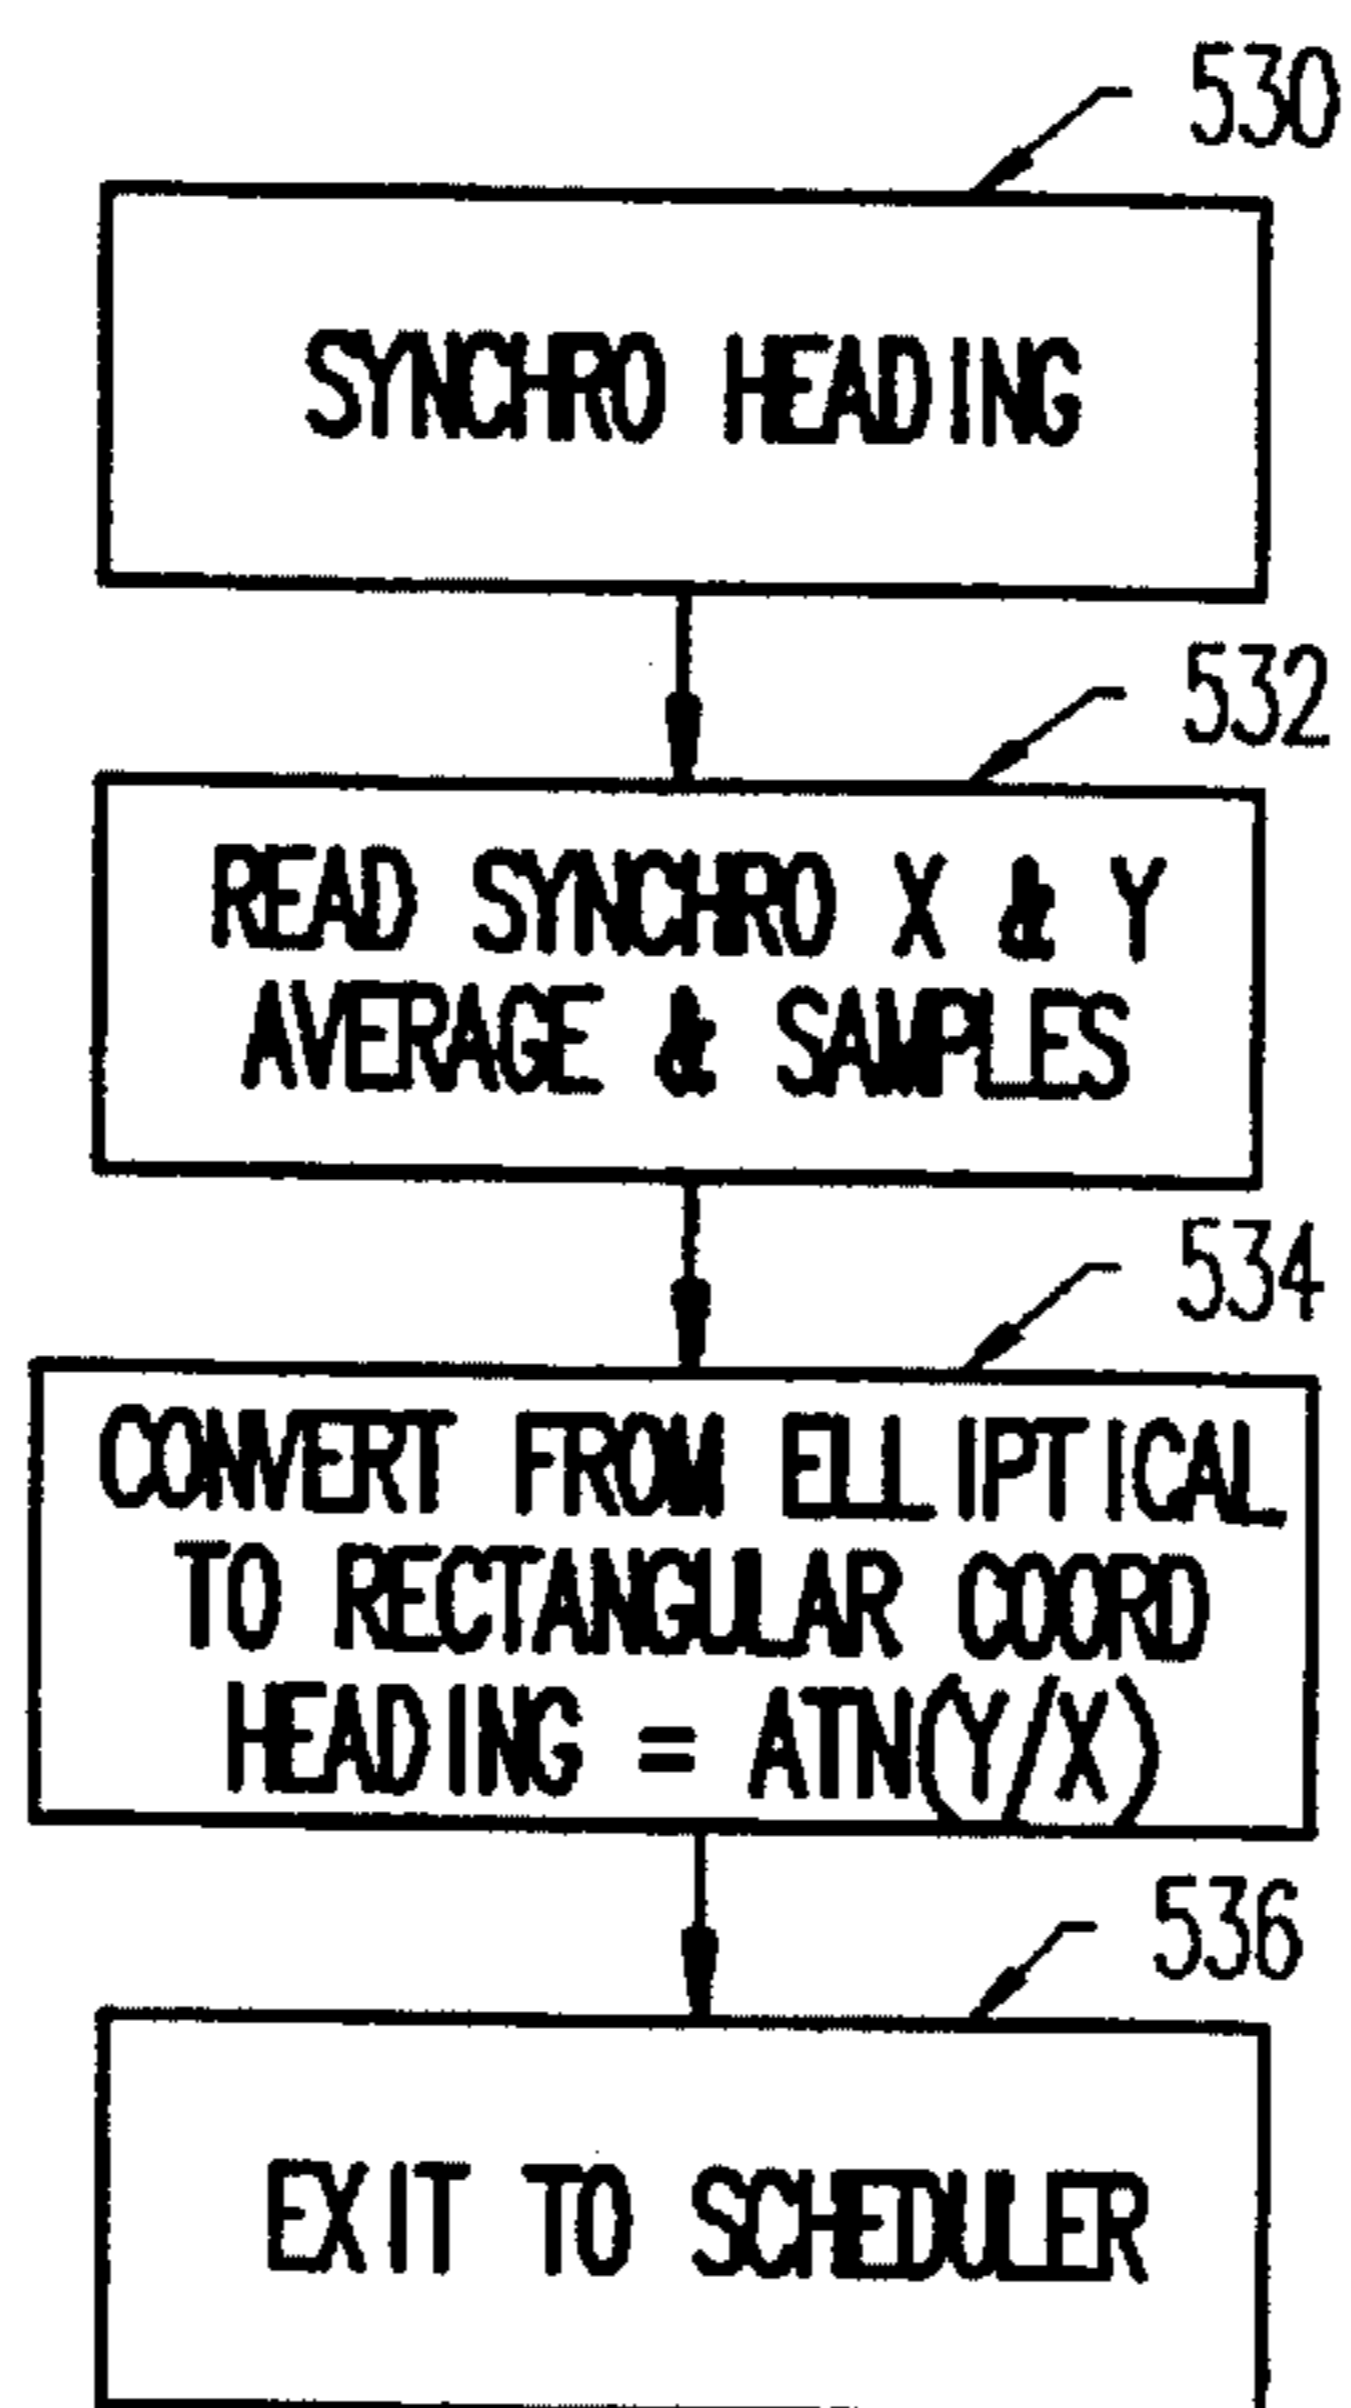 530
SYNCHRO HEADING
532
READ SYNCHRO X & Y
AVERAGE & SAMPLES
534
CONVERT FROM ELLIPTICAL
TO RECTANGULAR COORD
HEADING = ATN(Y/X)
536
EXIT TO SCHEDULER